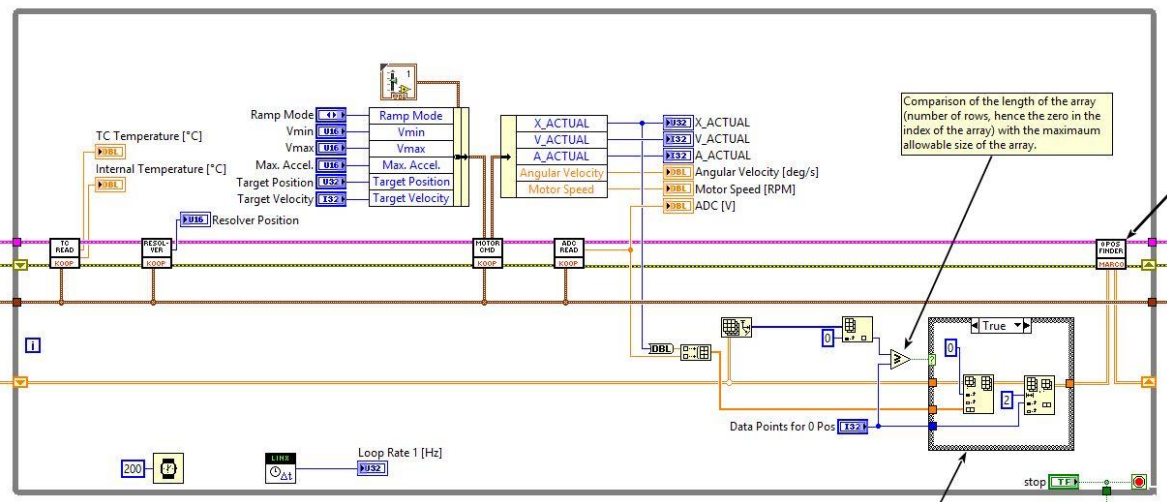 1
Ramp Mode
Vmin
Vmax
Max. Accel.
Target Position
Target Velocity
U16
U16
U16
U32
I32
Ramp Mode
Vmin
Vmax
Max. Accel.
Target Position
Target Velocity
X_ACTUAL
V_ACTUAL
A_ACTUAL
Angular Velocity
Motor Speed
U32
I32
I32
DBL
DBL
DBL
X_ACTUAL
V_ACTUAL
A_ACTUAL
Angular Velocity [deg/s]
Motor Speed [RPM]
ADC [V]
Comparison of the length of the array
(number of rows, hence the zero in the
index of the array) with the maximaum
allowable size of the array.
TC Temperature [°C]
DBL
Internal Temperature [°C]
DBL
U16 Resolver Position
TC
READ
KOOP
RESOL-
VER
KOOP
MOTOR
CMD
KOOP
ADC
READ
KOOP
0POS
FINDER
MARCO
i
DBL
0
True
?
0
2
Data Points for 0 Pos I32
200
LINX
Δt
Loop Rate 1 [Hz]
U32
stop TF